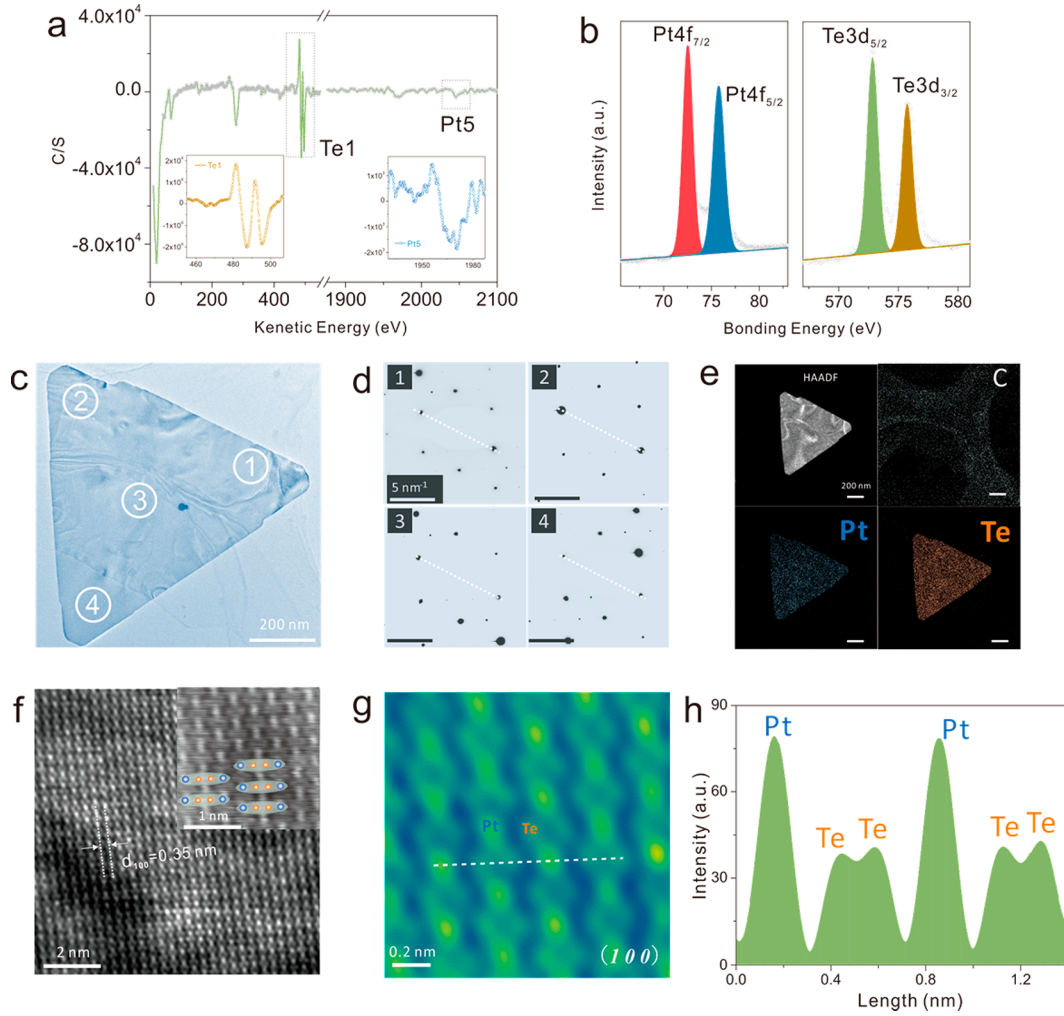 a
4.0x10⁴
0.0
-4.0x10⁴
-8.0x10⁴
C/S
Te1
Pt5
Te1
2x10⁴
1x10⁴
0
-1x10⁴
-2x10⁴
460 480 500
Pt5
1x10³
0
-1x10³
-2x10³
1950 1980
0 200 400 1900 2000 2100
Kenetic Energy (eV)
b
Pt4f7/2
Pt4f5/2
Te3d5/2
Te3d3/2
Intensity (a.u.)
70 75 80 570 575 580
Bonding Energy (eV)
c
2
1
3
4
200 nm
d
1
2
5 nm⁻¹
3
4
e
HAADF
C
200 nm
Pt
Te
f
1 nm
d100=0.35 nm
2 nm
g
Pt Te
0.2 nm
(100)
h
90
60
30
0
Intensity (a.u.)
Pt
Te Te
Pt
Te Te
0.0 0.4 0.8 1.2
Length (nm)